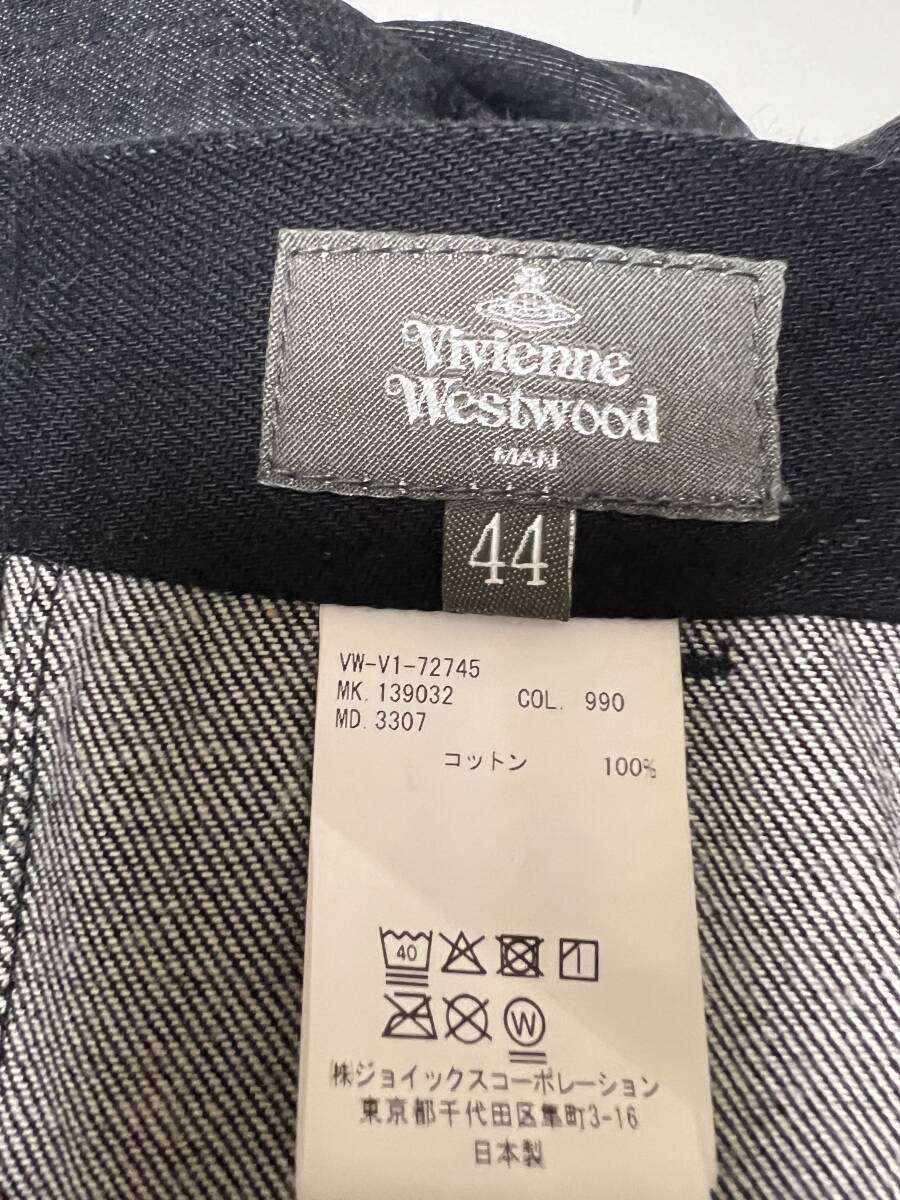 Vivienne
Westwood
MAN
44
VW-V1-72745
MK. 139032 COL. 990
MD. 3307
コットン 100%
40
W
㈱ジョイックスコーポレーション
東京都千代田区隼町3-16
日本製